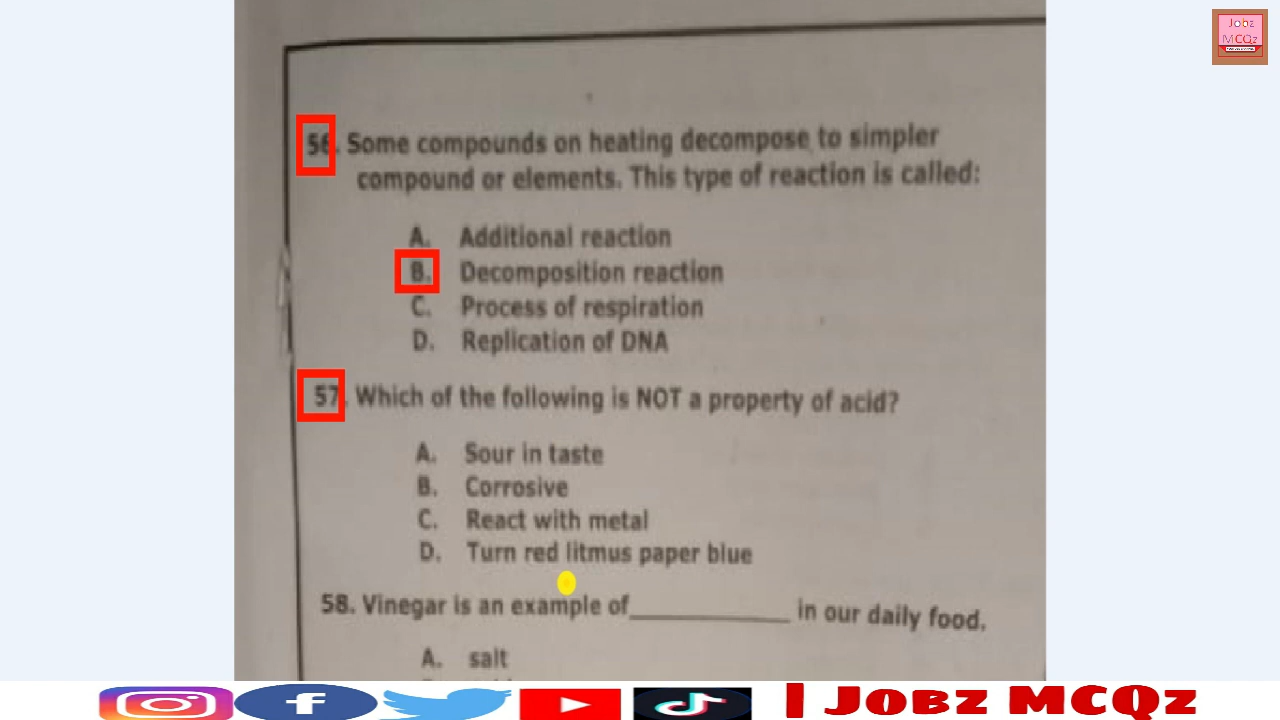 Jobz
MCQz
56. Some compounds on heating decompose to simpler
compound or elements. This type of reaction is called:
A. Additional reaction
B. Decomposition reaction
C. Process of respiration
D. Replication of DNA
57. Which of the following is NOT a property of acid?
A. Sour in taste
B. Corrosive
C. React with metal
D. Turn red litmus paper blue
58. Vinegar is an example of____________ in our daily food.
A. salt
| Jobz MCQz